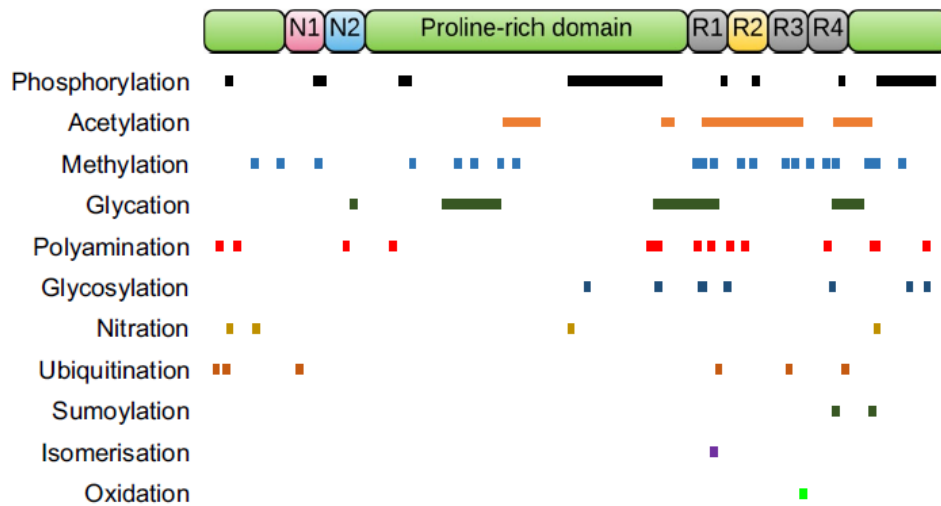 N1 N2 Proline-rich domain R1 R2 R3 R4
Phosphorylation
Acetylation
Methylation
Glycation
Polyamination
Glycosylation
Nitration
Ubiquitination
Sumoylation
Isomerisation
Oxidation